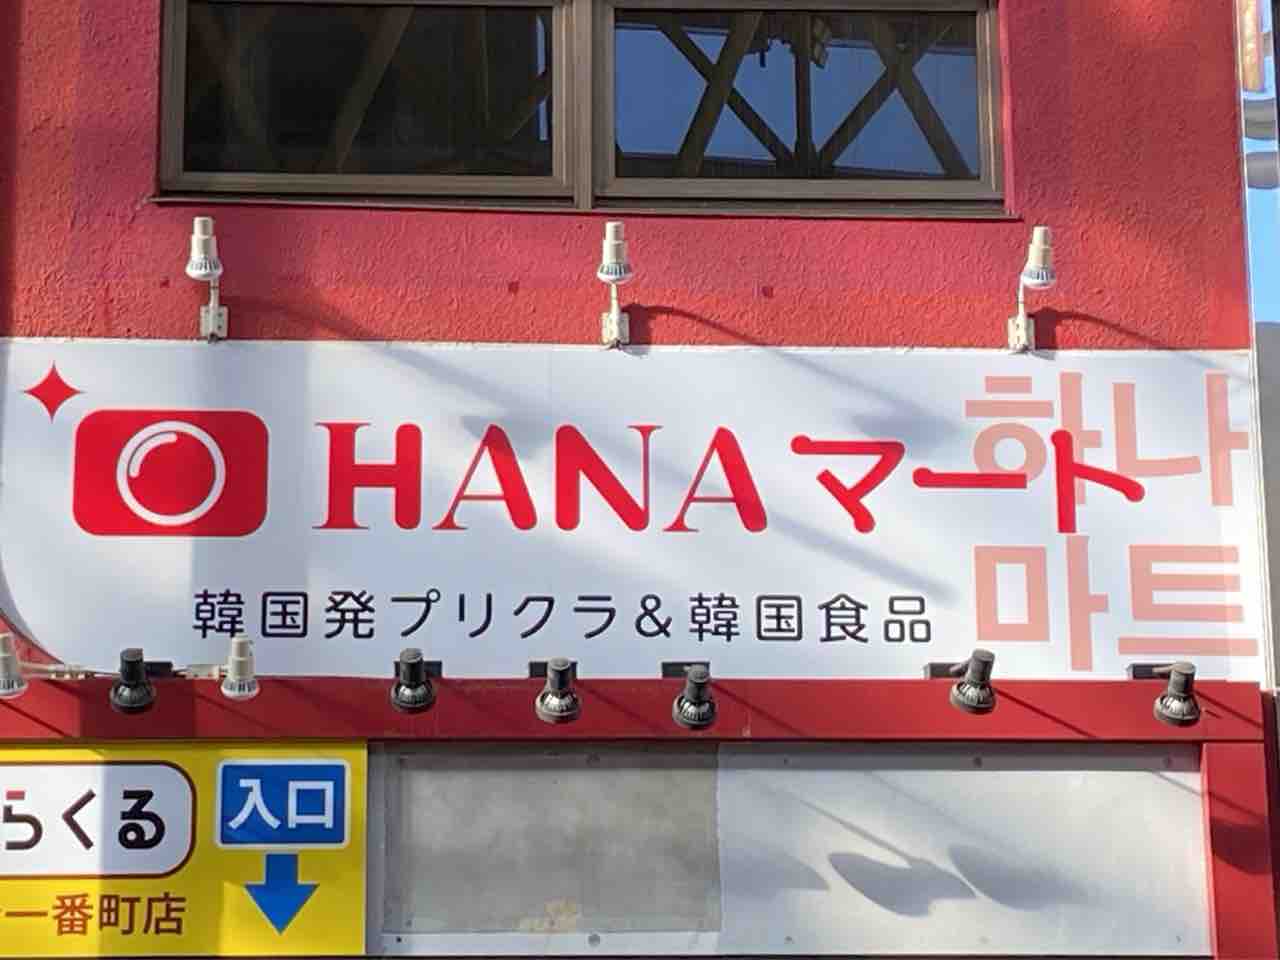 HANAマート
하나
마트
韓国発プリクラ&韓国食品
らくる
入口
一番町店